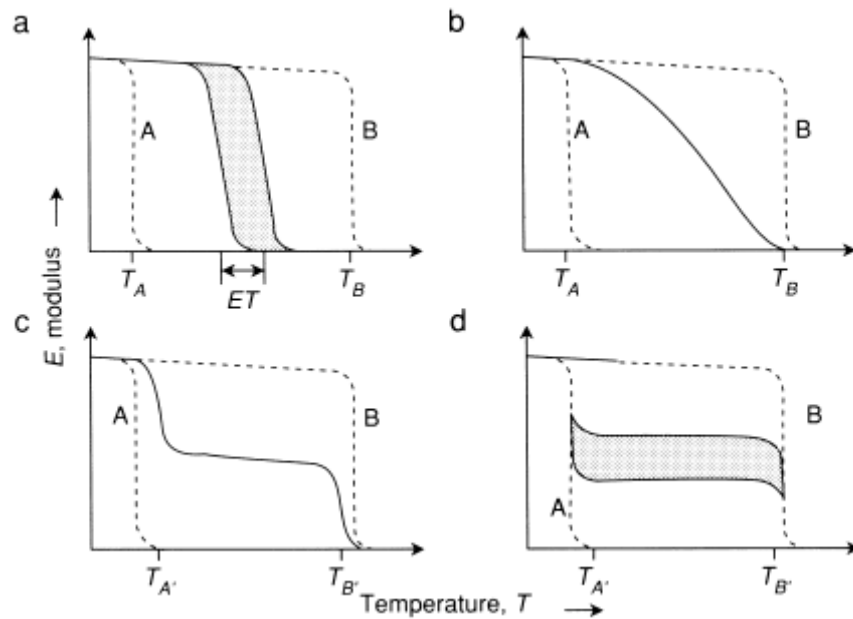 a
A
B
T_A
ET
T_B
b
A
B
T_A
T_B
E, modulus
c
A
B
T_A'
T_B'
d
A
B
T_A'
T_B'
Temperature, T